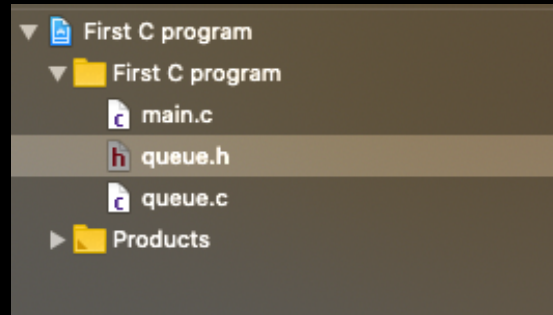 First C program
First C program
c main.c
h queue.h
c queue.c
Products